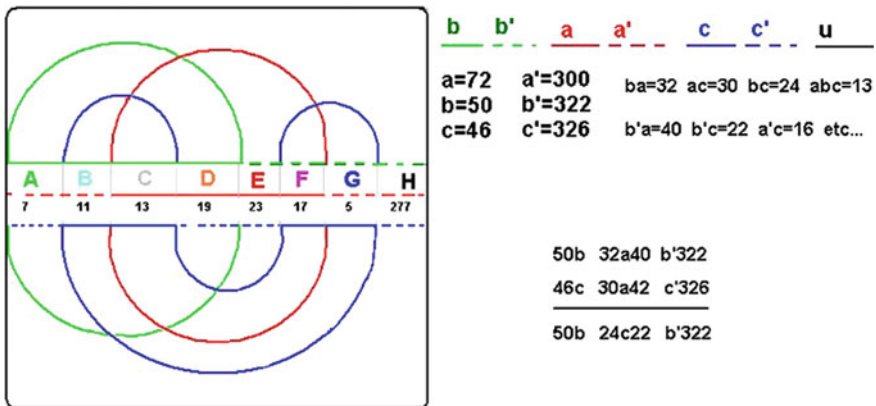 b b' a a' c c' u
a=72 a'=300
b=50 b'=322
c=46 c'=326
ba=32 ac=30 bc=24 abc=13
b'a=40 b'c=22 a'c=16 etc...
A B C D E F G H
7 11 13 19 23 17 5 277
50b 32a40 b'322
46c 30a42 c'326
50b 24c22 b'322